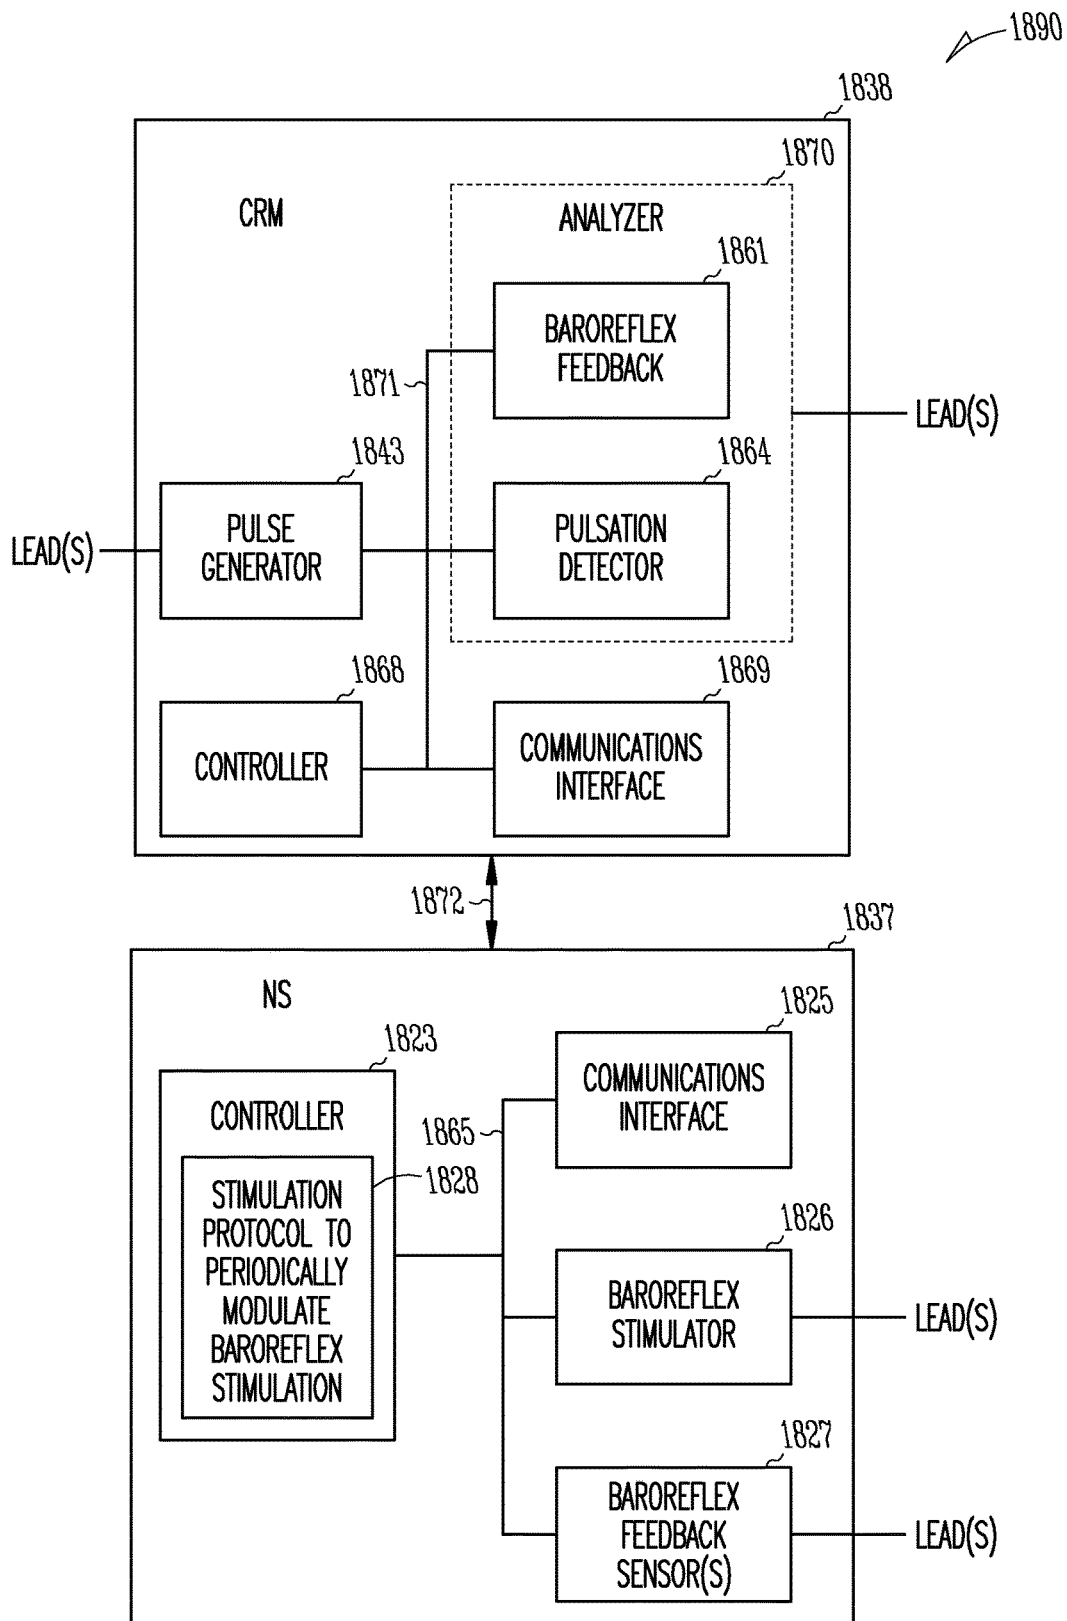 1890
1838
1870
CRM
ANALYZER
1861
BAROREFLEX
FEEDBACK
1871
LEAD(S)
1843
1864
PULSE
GENERATOR
PULSATION
DETECTOR
LEAD(S)
1868
1869
CONTROLLER
COMMUNICATIONS
INTERFACE
1872
1837
NS
1825
1823
COMMUNICATIONS
INTERFACE
CONTROLLER
1865
1828
STIMULATION
PROTOCOL TO
PERIODICALLY
MODULATE
BAROREFLEX
STIMULATION
1826
BAROREFLEX
STIMULATOR
LEAD(S)
1827
BAROREFLEX
FEEDBACK
SENSOR(S)
LEAD(S)